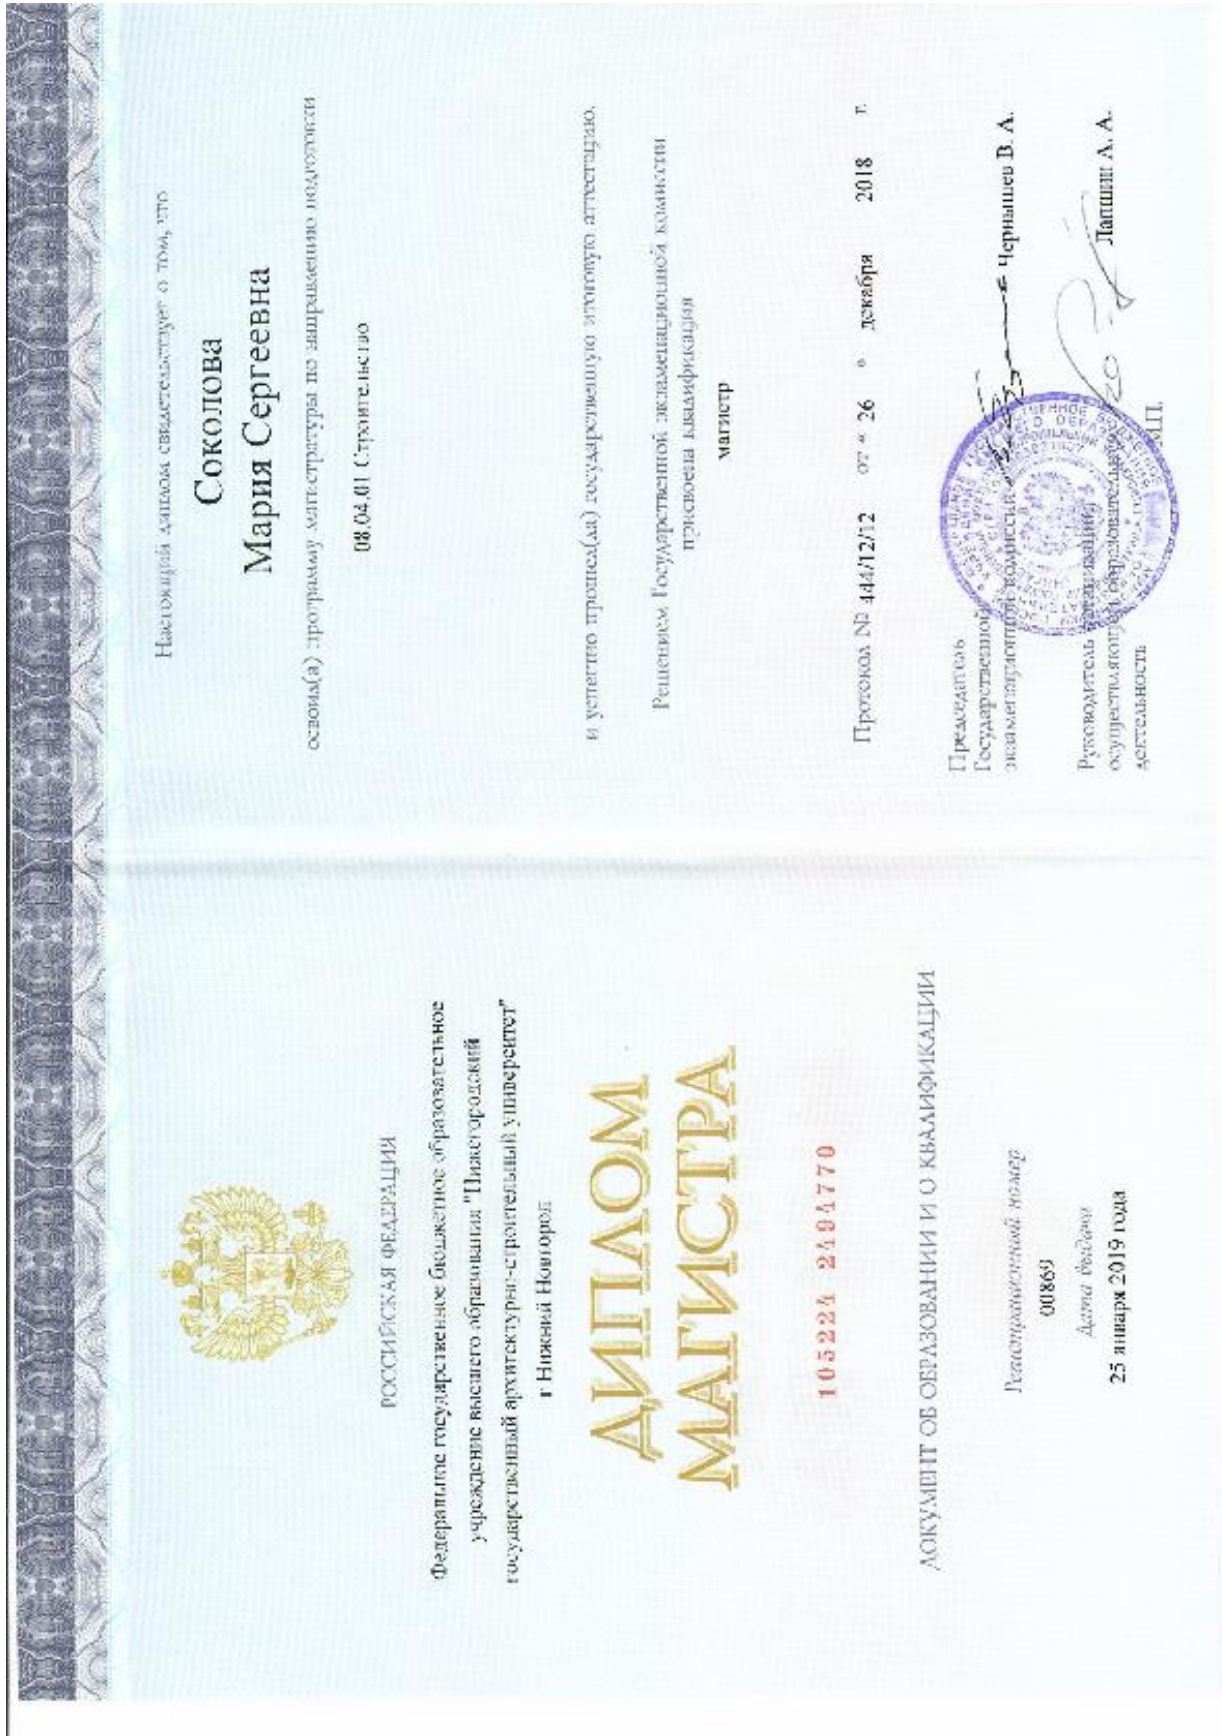 РОССИЙСКАЯ ФЕДЕРАЦИЯ
Федеральное государственное бюджетное образовательное
учреждение высшего образования "Нижегородский
государственный архитектурно-строительный университет"
г Нижний Новгород
ДИПЛОМ
МАГИСТРА
105224 2494770
ДОКУМЕНТ ОБ ОБРАЗОВАНИИ И О КВАЛИФИКАЦИИ
Регистрационный номер
00869
Дата выдачи
25 января 2019 года
Настоящий диплом свидетельствует о том, что
Соколова
Мария Сергеевна
освоил(а) программу магистратуры по направлению подготовки
08.04.01 Строительство
и успешно прошел(ла) государственную итоговую аттестацию.
Решением Государственной экзаменационной комиссии
присвоена квалификация
магистр
Протокол № 444/12/12 от « 26 » декабря 2018 г.
Председатель
Государственной
экзаменационной комиссии Чернышев В. А.
Руководитель организации,
осуществляющей образовательную Лапшин А. А.
деятельность
М.П.